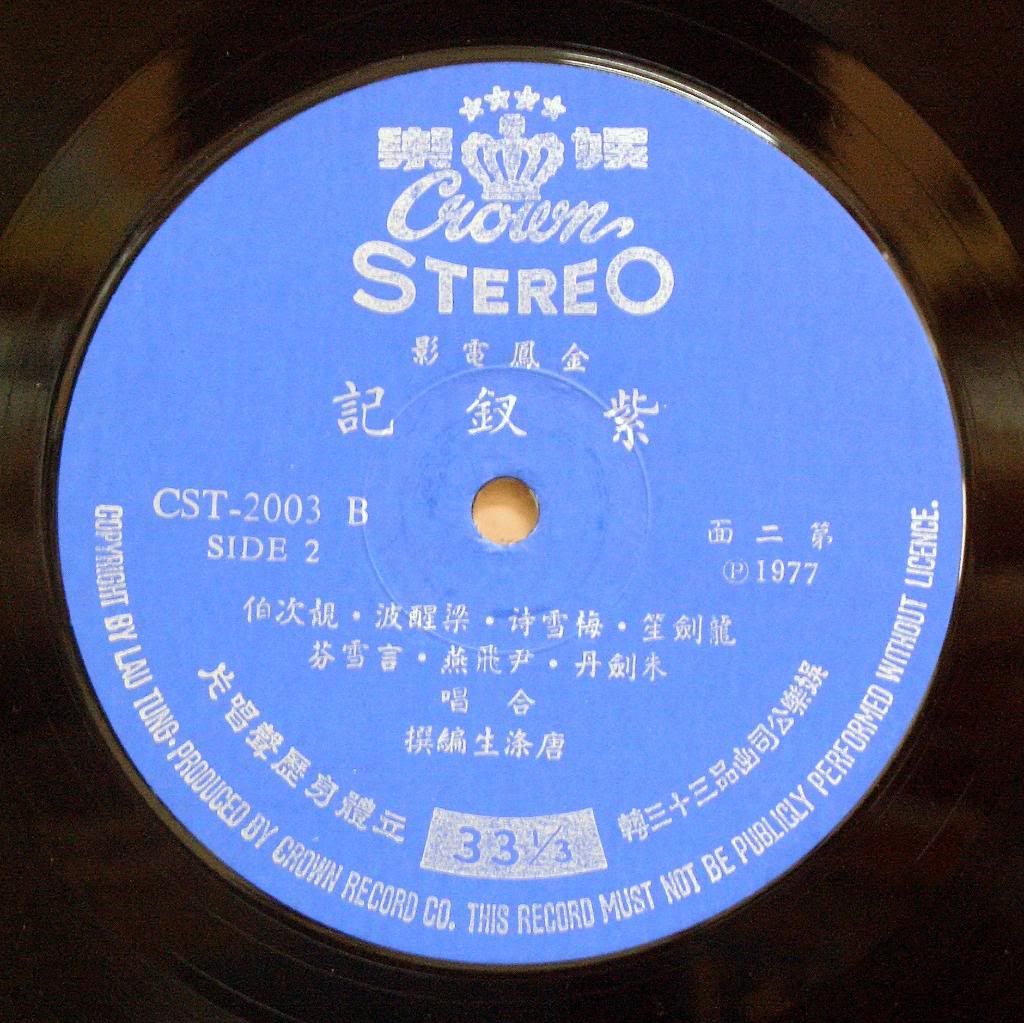 娛樂
Crown
STEREO
金鳳電影
紫釵記
CST-2003 B
SIDE 2
第二面
℗1977
龍劍笙・梅雪诗・梁醒波・靚次伯
朱劍丹・尹飛燕・言雪芬
合唱
唐涤生編撰
娛樂公司出品三十三轉
立體身歷聲唱片
33 1/3
COPYRIGHT BY LAU TUNG·PRODUCED BY CROWN RECORD CO. THIS RECORD MUST NOT BE PUBLICLY PERFORMED WITHOUT LICENCE.